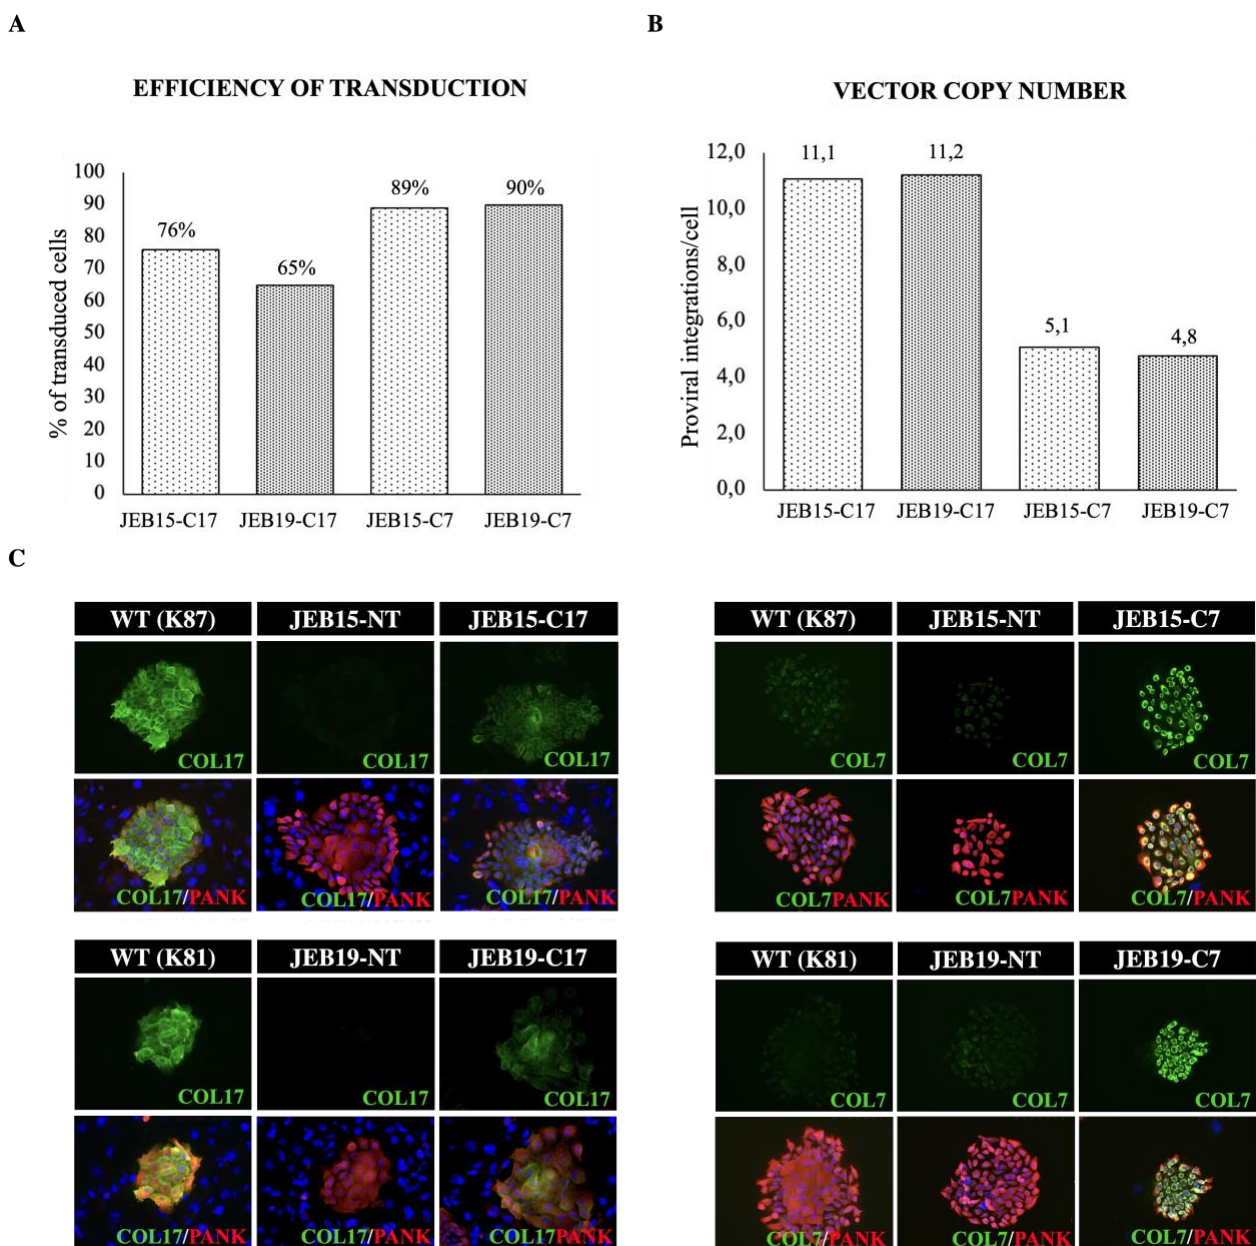 A
B
EFFICIENCY OF TRANSDUCTION
VECTOR COPY NUMBER
% of transduced cells
100
90
80
70
60
50
40
30
20
10
0
76%
65%
89%
90%
JEB15-C17
JEB19-C17
JEB15-C7
JEB19-C7
Proviral integrations/cell
12,0
10,0
8,0
6,0
4,0
2,0
0,0
11,1
11,2
5,1
4,8
JEB15-C17
JEB19-C17
JEB15-C7
JEB19-C7
C
WT (K87)
JEB15-NT
JEB15-C17
COL17
COL17
COL17
COL17/PANK
COL17/PANK
COL17/PANK
WT (K81)
JEB19-NT
JEB19-C17
COL17
COL17
COL17
COL17/PANK
COL17/PANK
COL17PANK
WT (K87)
JEB15-NT
JEB15-C7
COL7
COL7
COL7
COL7PANK
COL7PANK
COL7/PANK
WT (K81)
JEB19-NT
JEB19-C7
COL7
COL7
COL7
COL7/PANK
COL7/PANK
COL7/PANK